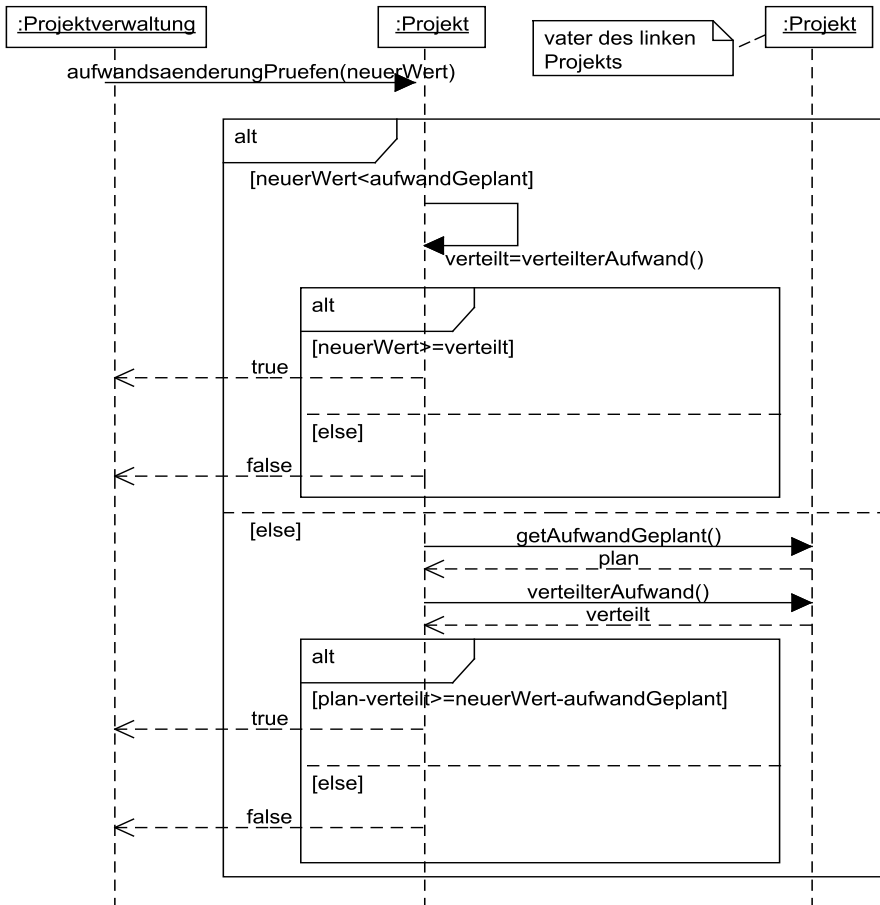 :Projektverwaltung
:Projekt
vater des linken
Projekts
:Projekt
aufwandsaenderungPruefen(neuerWert)
alt
[neuerWert<aufwandGeplant]
verteilt=verteilterAufwand()
alt
[neuerWert>=verteilt]
true
[else]
false
[else]
getAufwandGeplant()
plan
verteilterAufwand()
verteilt
alt
[plan-verteilt>=neuerWert-aufwandGeplant]
true
[else]
false